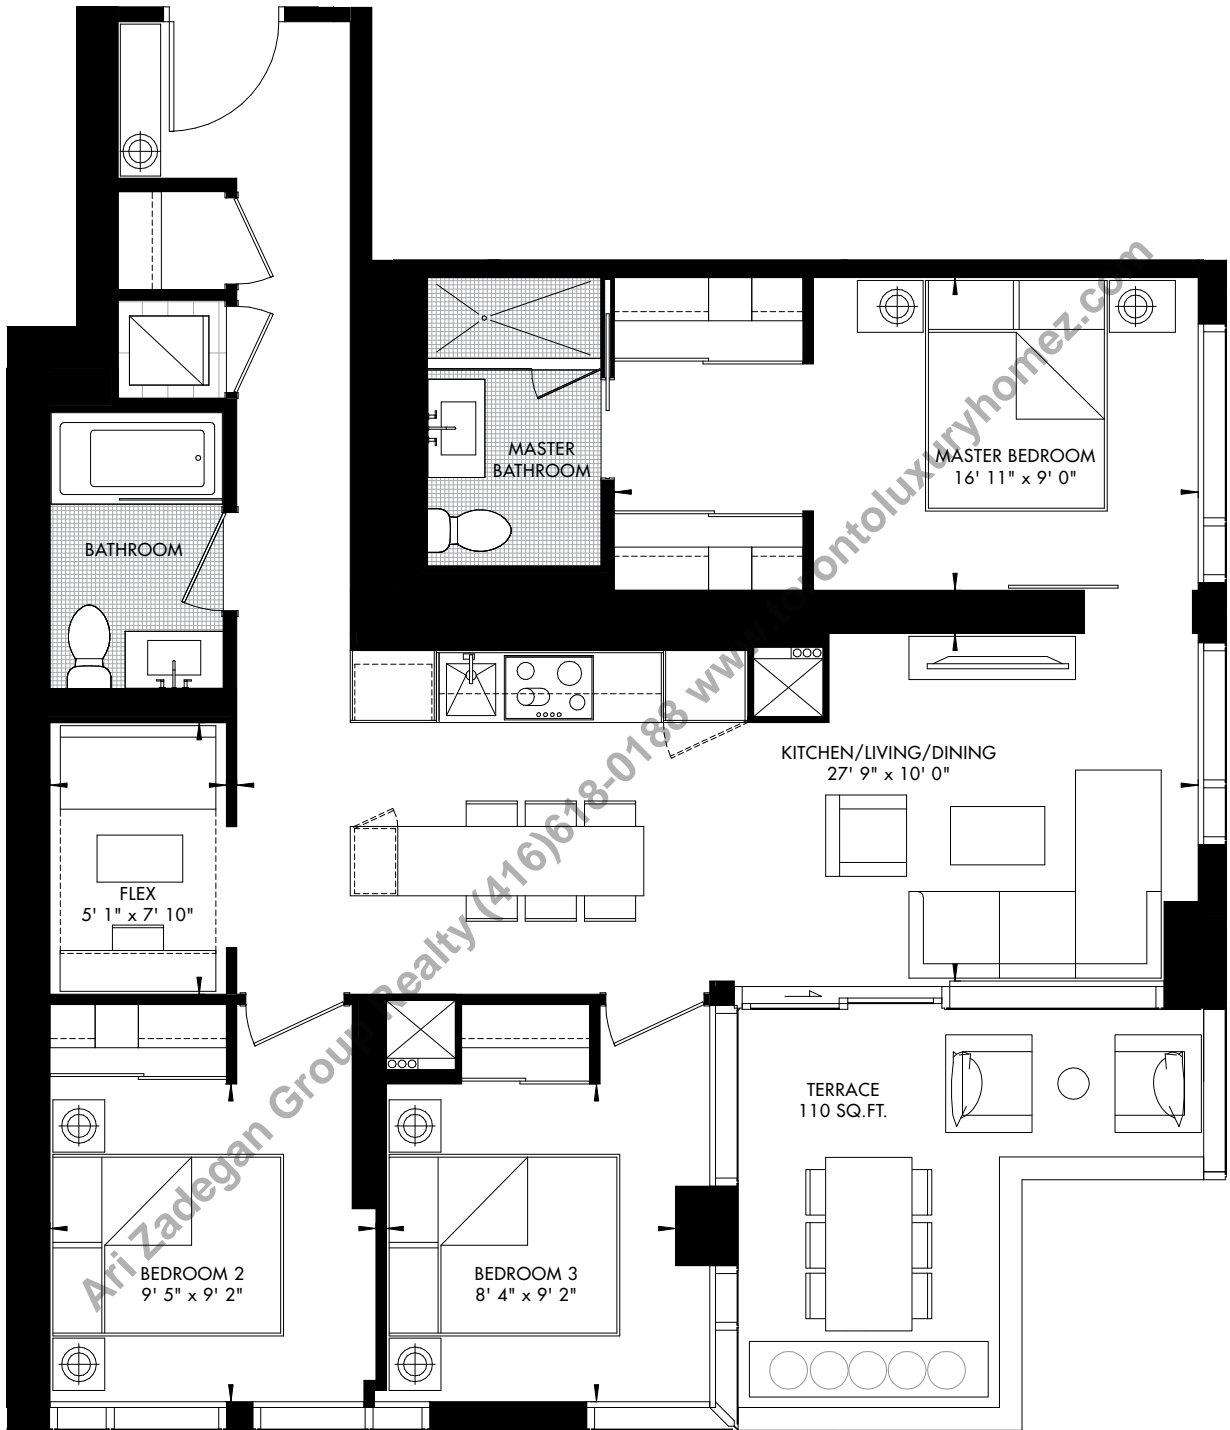 MASTER
BATHROOM
MASTER BEDROOM
16' 11" x 9' 0"
BATHROOM
KITCHEN/LIVING/DINING
27' 9" x 10' 0"
FLEX
5' 1" x 7' 10"
TERRACE
110 SQ.FT.
BEDROOM 2
9' 5" x 9' 2"
BEDROOM 3
8' 4" x 9' 2"
Ari Zadegan Group Realty (416)618-0188 www.torontoluxuryhomez.com